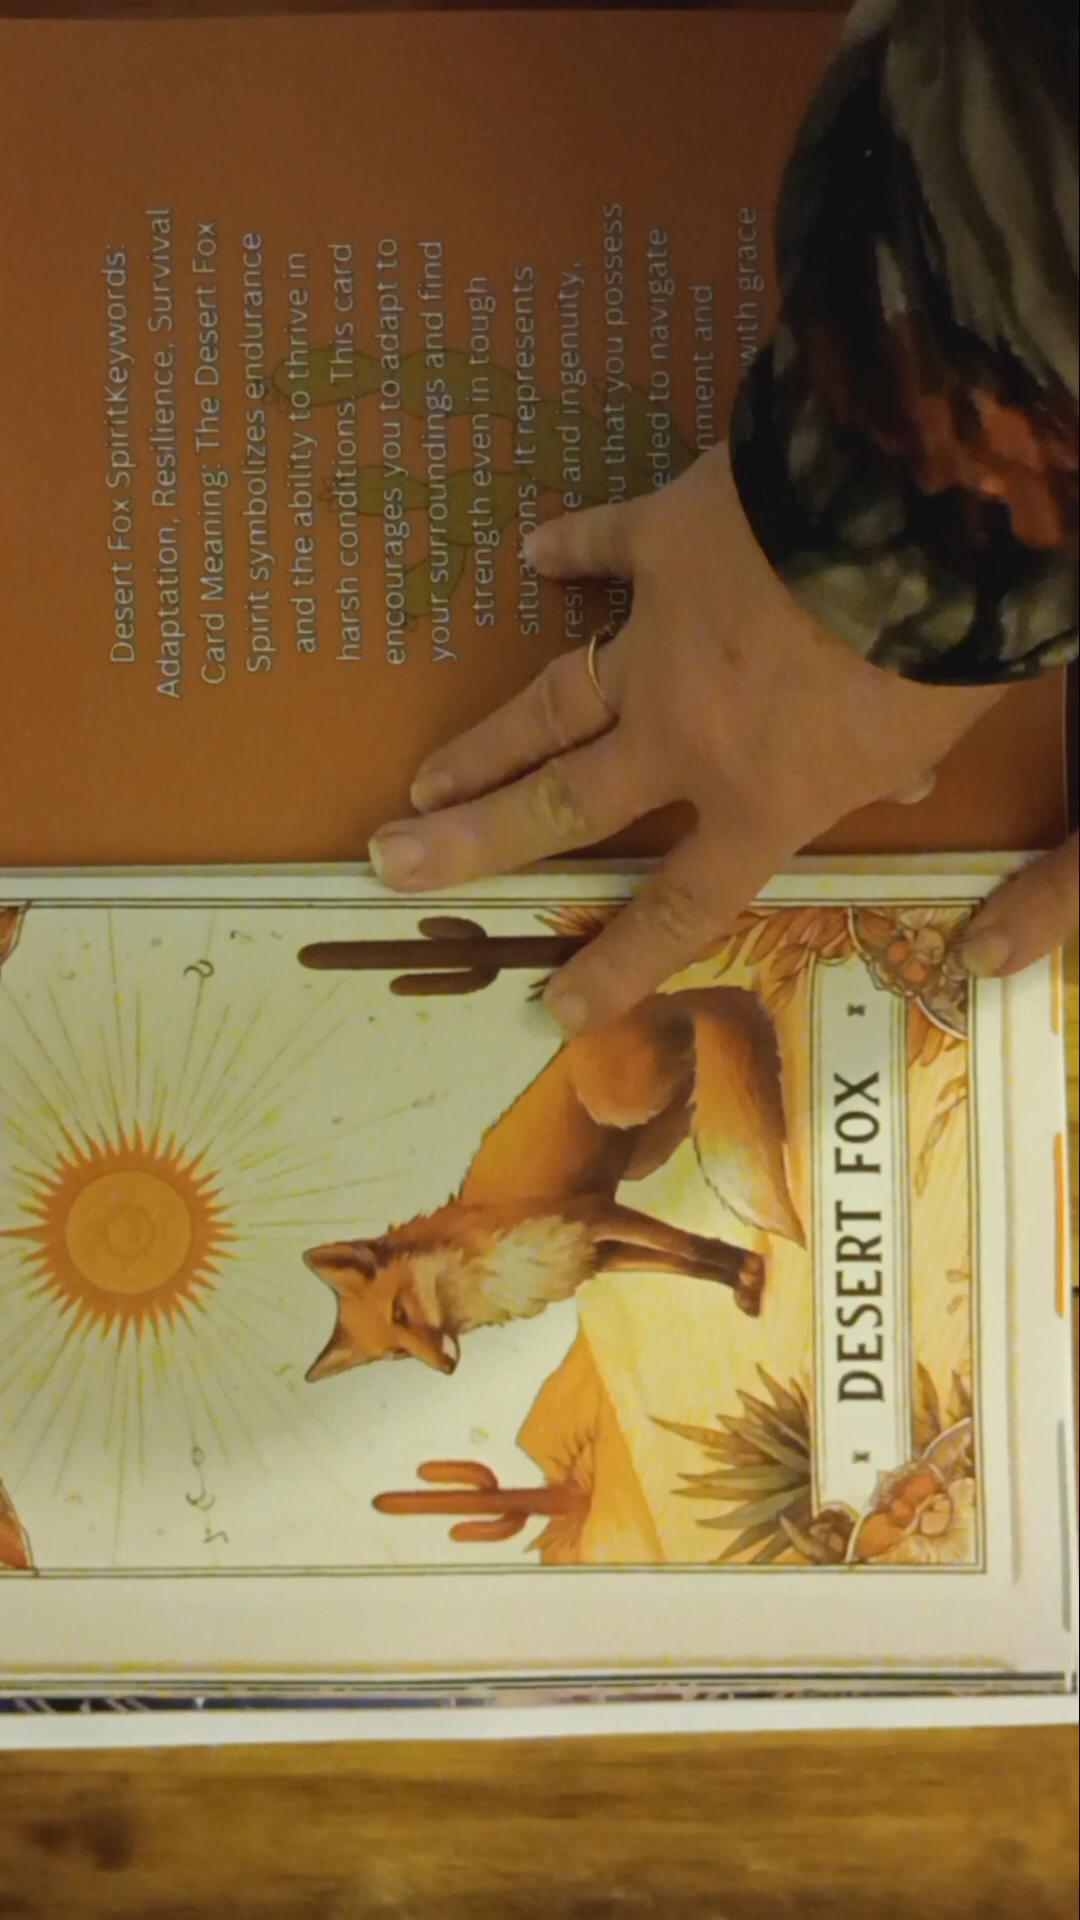 Desert Fox SpiritKeywords:
Adaptation, Resilience, Survival
Card Meaning: The Desert Fox
Spirit symbolizes endurance
and the ability to thrive in
harsh conditions. This card
encourages you to adapt to
your surroundings and find
strength even in tough
situations. It represents
and ingenuity,
that you possess
to navigate
and
with grace
DESERT FOX